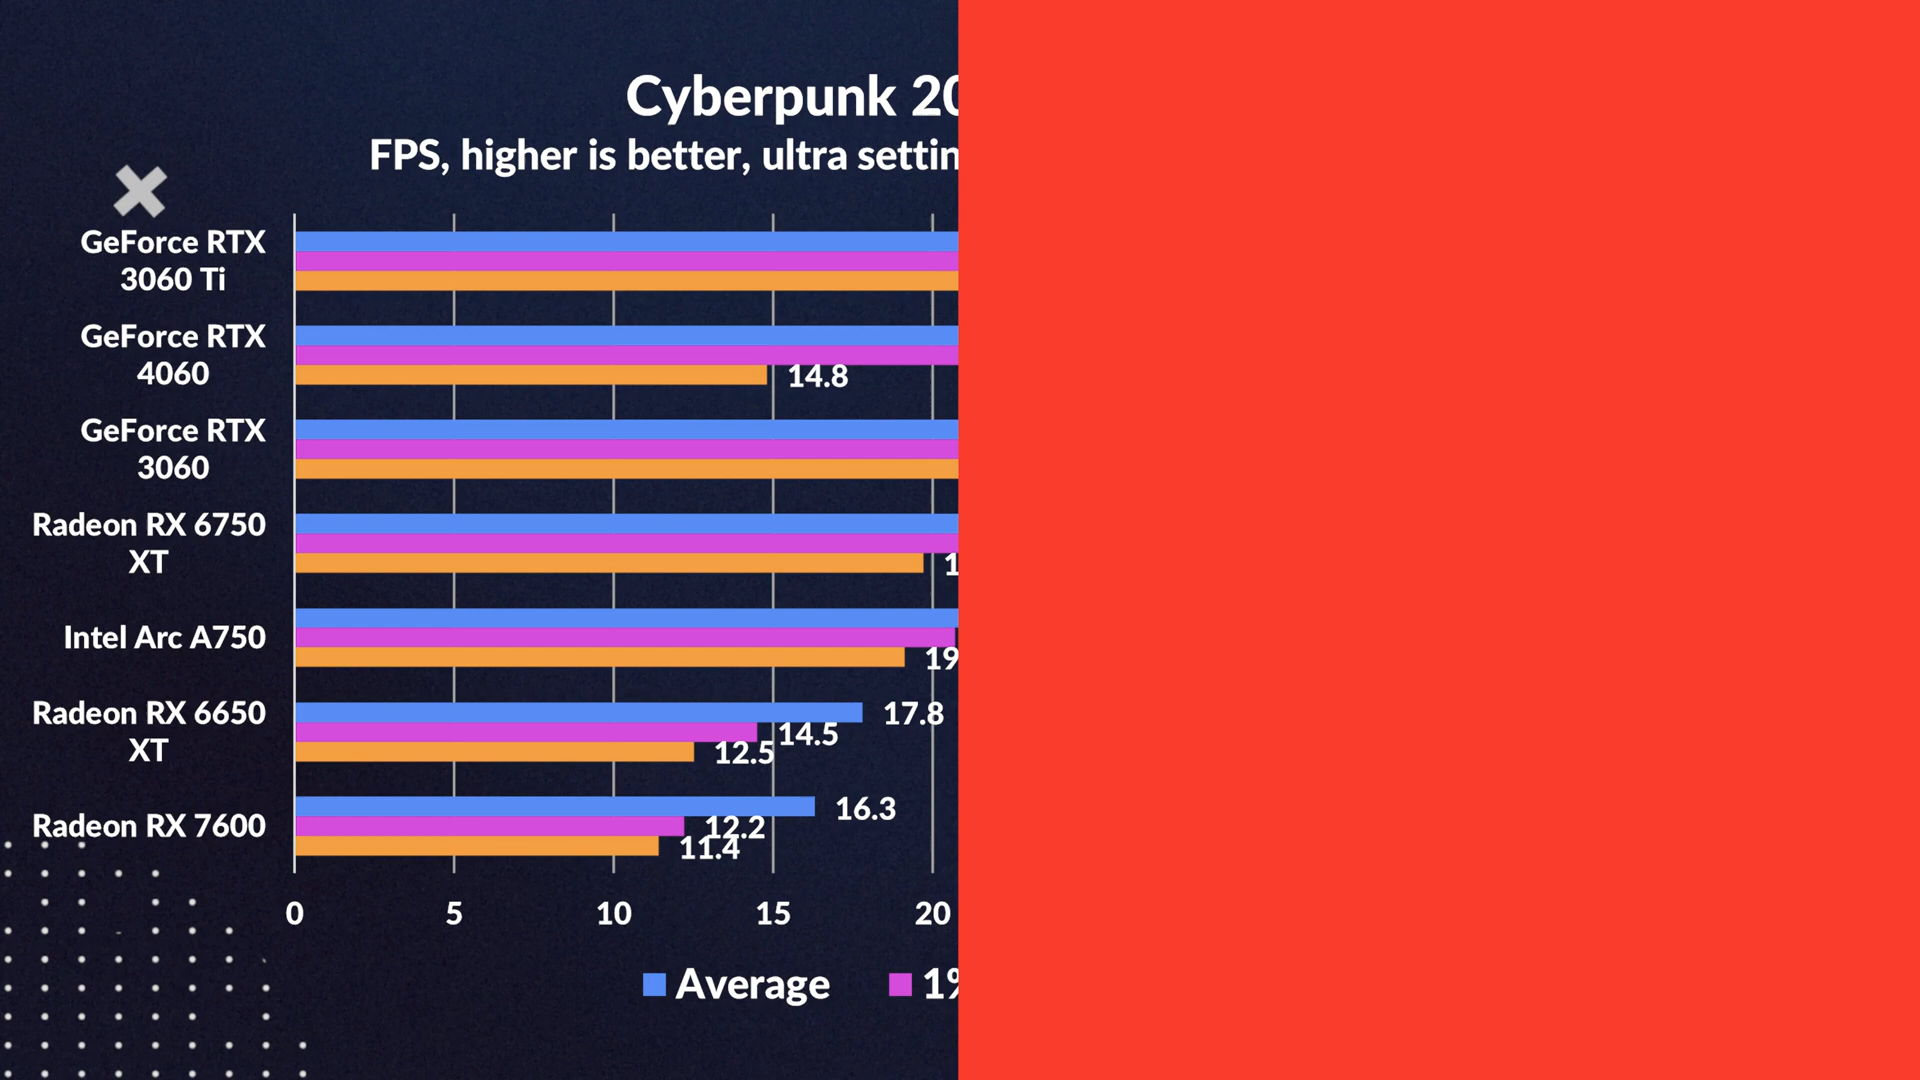 Cyberpunk 20
FPS, higher is better, ultra settin
GeForce RTX
3060 Ti
GeForce RTX
4060
14.8
GeForce RTX
3060
Radeon RX 6750
XT
1
Intel Arc A750
19
Radeon RX 6650
XT
17.8
14.5
12.5
Radeon RX 7600
16.3
12.2
11.4
0 5 10 15 20
Average 1%